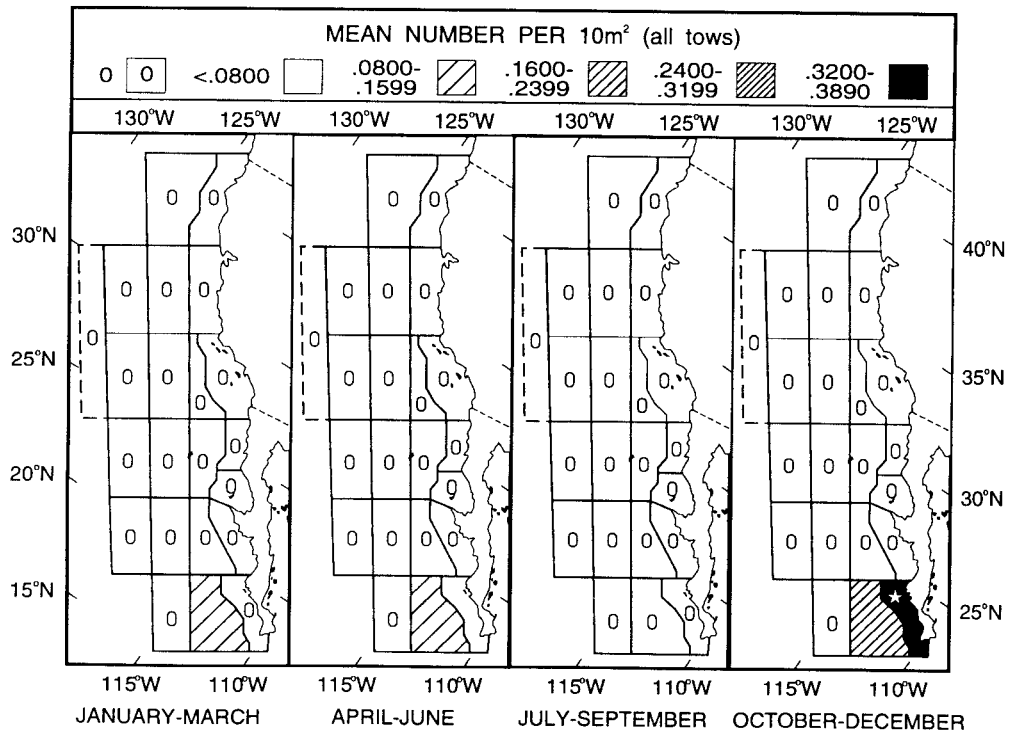 MEAN NUMBER PER 10m² (all tows)
0 0 <.0800 .0800- .1600- .2400- .3200-
.1599 .2399 .3199 .3890
130°W 125°W 130°W 125°W 130°W 125°W 130°W 125°W
0 0 0 0 0 0 0 0
30°N 40°N
0 0 0 0 0 0 0 0 0 0 0 0
0 0 0 0
25°N 35°N
0 0 0 0 0 0 0 0 0 0 0 0
0 0 0 0
0 0 0 0
0 0 0 0 0 0 0 0 0 0 0 0
20°N 30°N
0 0 0 0
0 0 0 0 0 0 0 0 0 0 0 0 0 0 0 0
15°N 25°N
0 0 0 0 0 0
115°W 110°W 115°W 110°W 115°W 110°W 115°W 110°W
JANUARY-MARCH APRIL-JUNE JULY-SEPTEMBER OCTOBER-DECEMBER